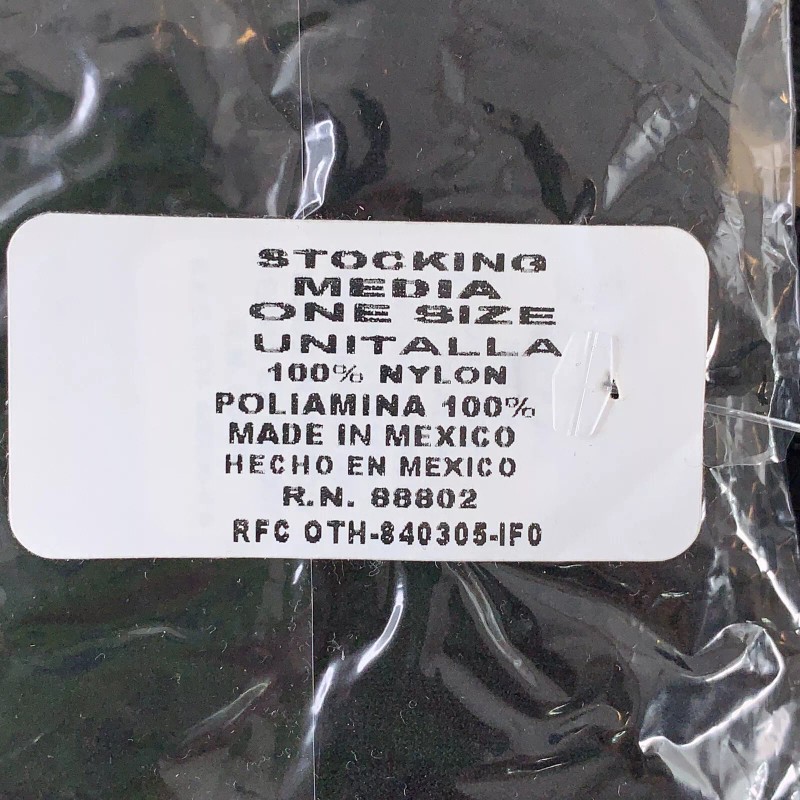 STOCKING
MEDIA
ONE SIZE
UNITALLA
100% NYLON
POLIAMINA 100%
MADE IN MEXICO
HECHO EN MEXICO
R.N. 88802
RFC OTH-840305-IF0